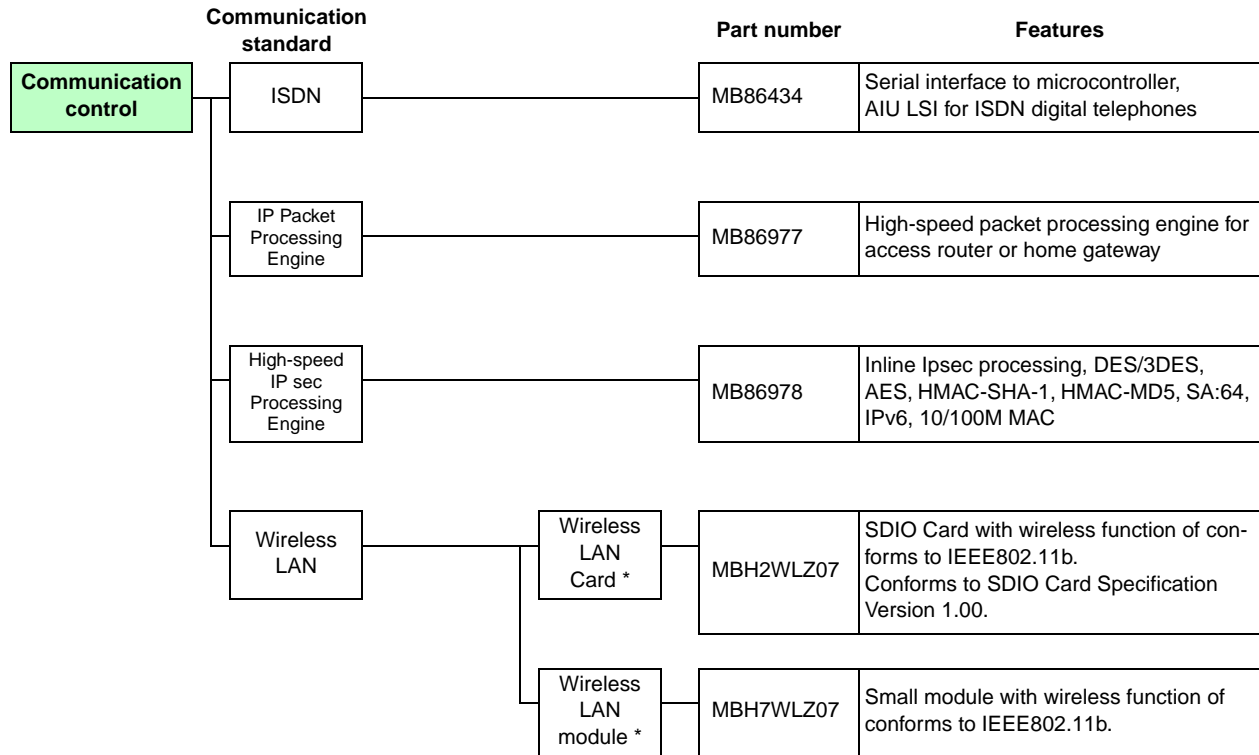 Communication
standard
Part number
Features
Communication
control
ISDN
MB86434
Serial interface to microcontroller,
AIU LSI for ISDN digital telephones
IP Packet
Processing
Engine
MB86977
High-speed packet processing engine for
access router or home gateway
High-speed
IP sec
Processing
Engine
MB86978
Inline Ipsec processing, DES/3DES,
AES, HMAC-SHA-1, HMAC-MD5, SA:64,
IPv6, 10/100M MAC
Wireless
LAN
Wireless
LAN
Card *
MBH2WLZ07
SDIO Card with wireless function of con-
forms to IEEE802.11b.
Conforms to SDIO Card Specification
Version 1.00.
Wireless
LAN
module *
MBH7WLZ07
Small module with wireless function of
conforms to IEEE802.11b.